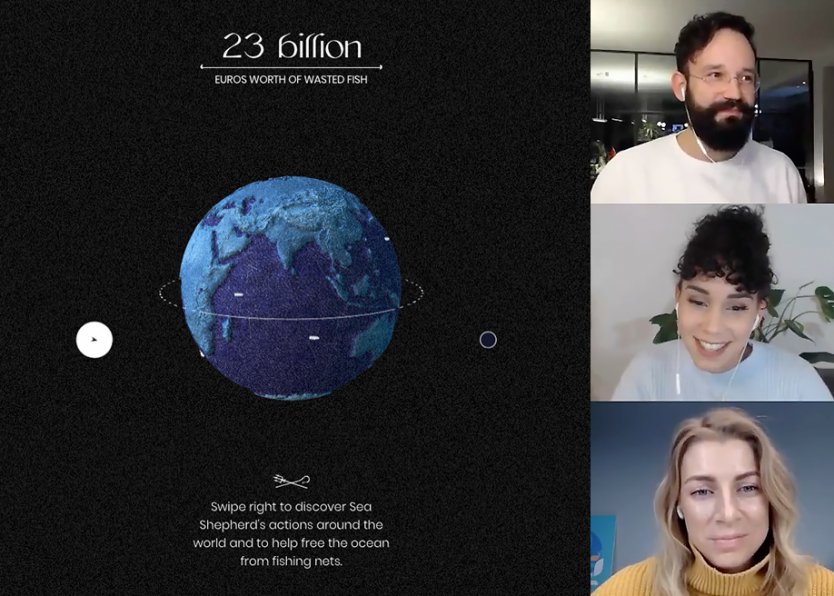 23 billion
EUROS WORTH OF WASTED FISH
Swipe right to discover Sea
Shepherd's actions around the
world and to help free the ocean
from fishing nets.